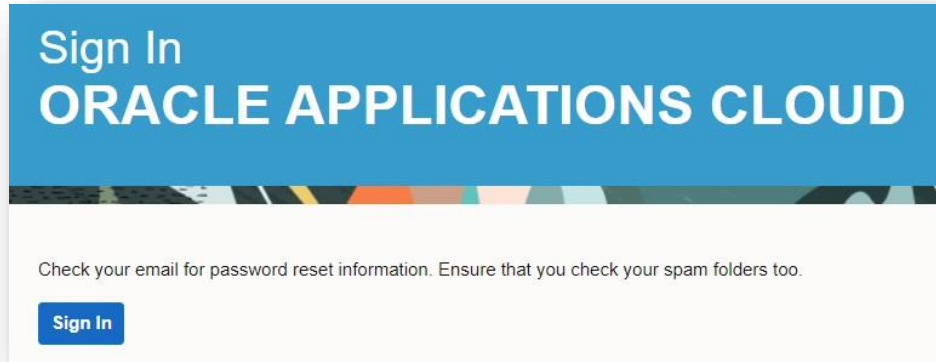 Sign In
ORACLE APPLICATIONS CLOUD
Check your email for password reset information. Ensure that you check your spam folders too.
Sign In